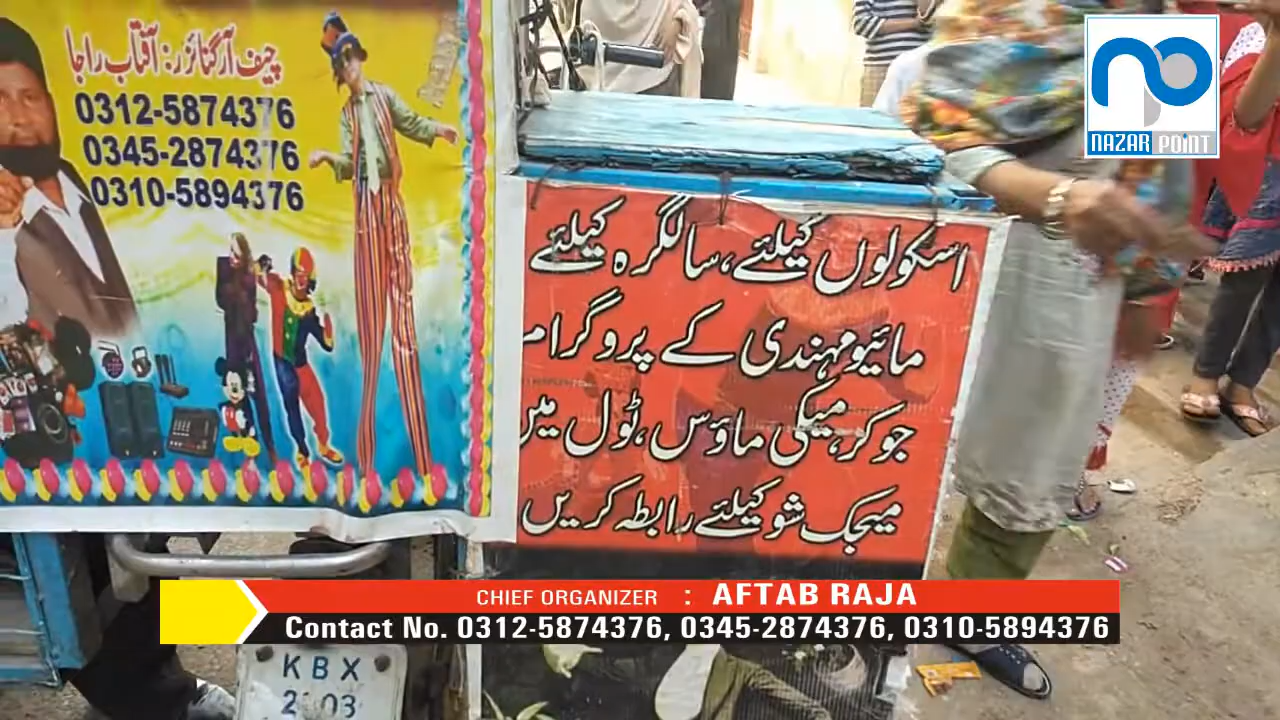 چیف آرگنائزر: آفتاب راجا
0312-5874376
0345-2874376
0310-5894376
اسکولوں کیلئے، سالگرہ کیلئے
مائیو مہندی کے پروگرام
جوکر، میکی ماؤس، ٹول مین
میجک شو کیلئے رابطہ کریں
NAZAR POINT
CHIEF ORGANIZER : AFTAB RAJA
Contact No. 0312-5874376, 0345-2874376, 0310-5894376
KBX